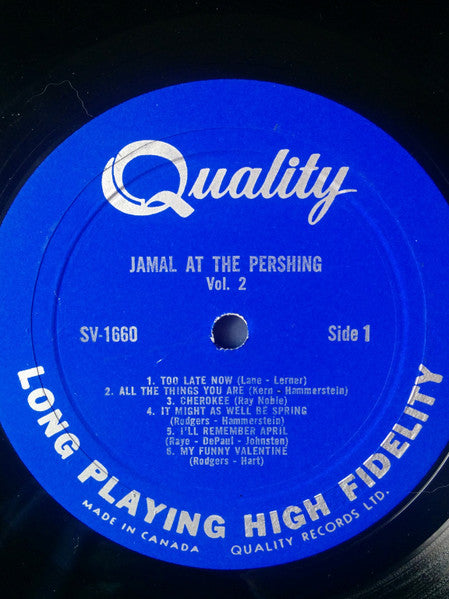 Quality
JAMAL AT THE PERSHING
Vol. 2
SV-1660
Side 1
1. TOO LATE NOW (Lane - Lerner)
2. ALL THE THINGS YOU ARE (Kern - Hammerstein)
3. CHEROKEE (Ray Noble)
4. IT MIGHT AS WELL BE SPRING
(Rodgers - Hammerstein)
5. I'LL REMEMBER APRIL
(Raye - DePaul - Johnsten)
6. MY FUNNY VALENTINE
(Rodgers - Hart)
LONG PLAYING HIGH FIDELITY
MADE IN CANADA QUALITY RECORDS LTD.